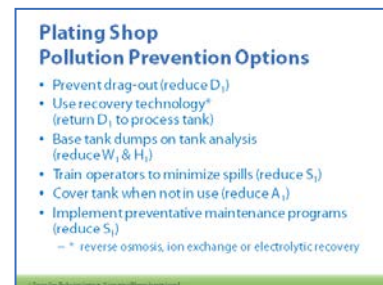 Plating Shop
Pollution Prevention Options
• Prevent drag-out (reduce D₁)
• Use recovery technology*
(return D₁ to process tank)
• Base tank dumps on tank analysis
(reduce W₁ & H₁)
• Train operators to minimize spills (reduce S₁)
• Cover tank when not in use (reduce A₁)
• Implement preventative maintenance programs
(reduce S₁)
– * reverse osmosis, ion exchange or electrolytic recovery